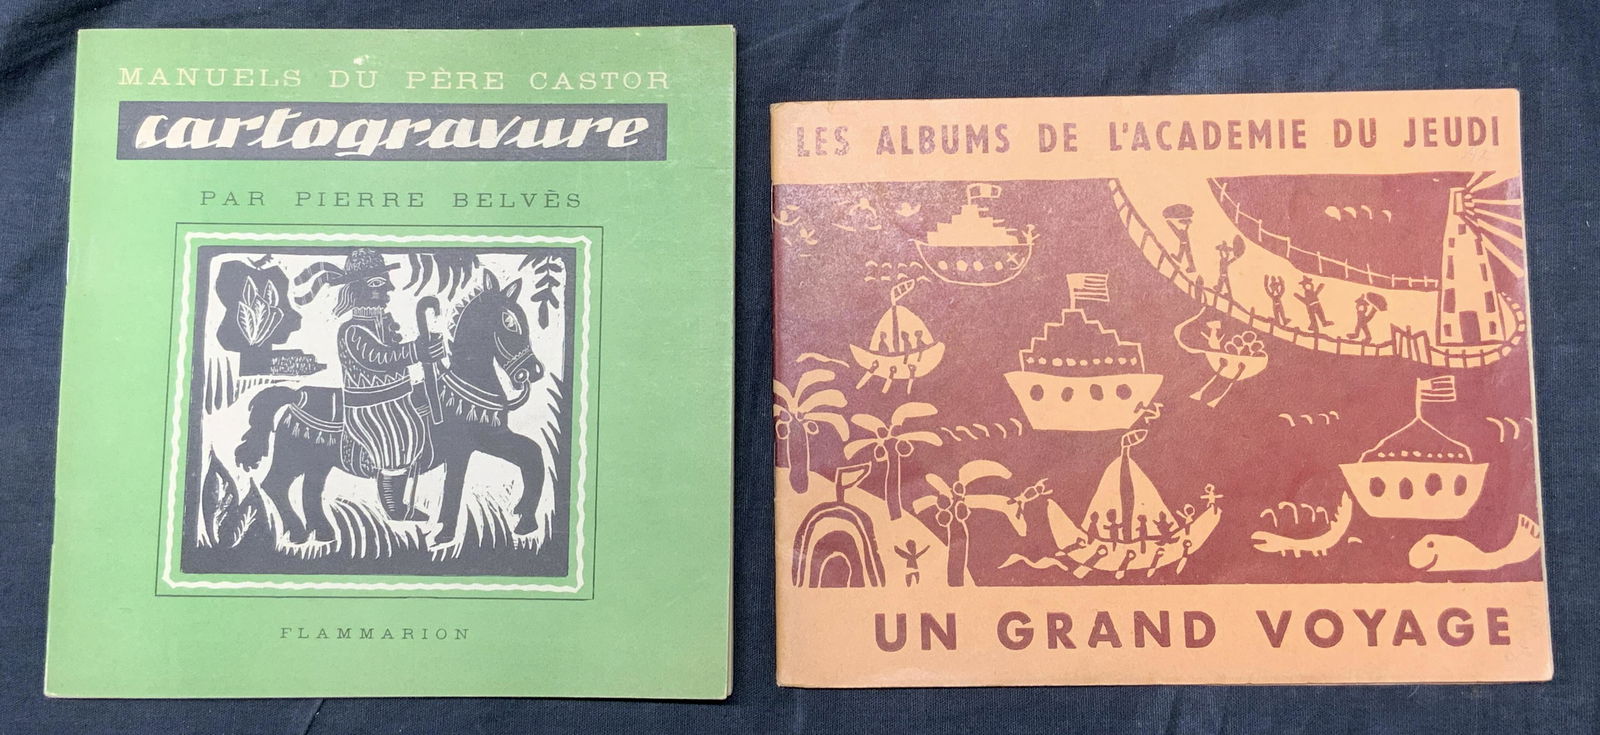 MANUELS DU PÈRE CASTOR
cartogravure
PAR PIERRE BELVÈS
FLAMMARION
LES ALBUMS DE L'ACADEMIE DU JEUDI
UN GRAND VOYAGE